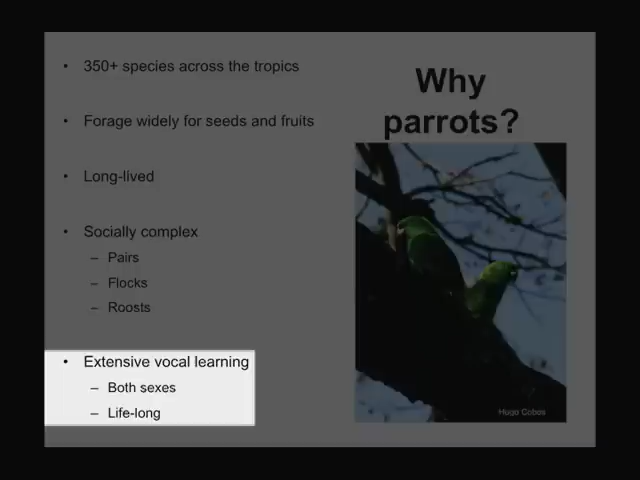 • 350+ species across the tropics
• Forage widely for seeds and fruits
• Long-lived
• Socially complex
– Pairs
– Flocks
– Roosts
• Extensive vocal learning
– Both sexes
– Life-long
Why
parrots?
Hugo Cobos